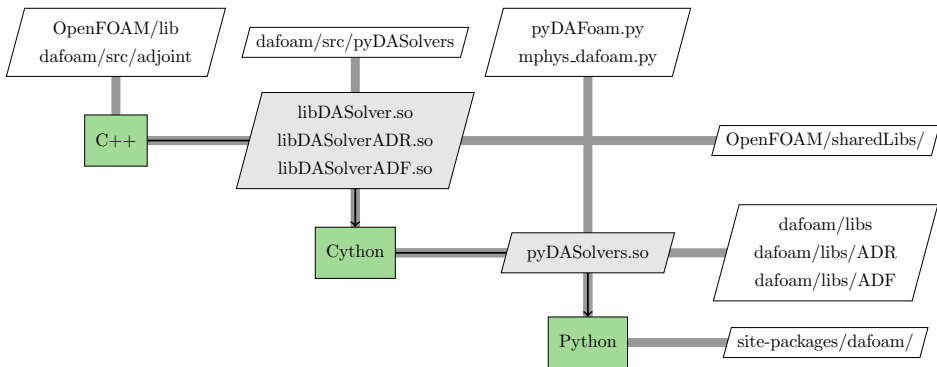 OpenFOAM/lib
dafoam/src/adjoint
dafoam/src/pyDASolvers
pyDAFoam.py
mphys_dafoam.py
C++
libDASolver.so
libDASolverADR.so
libDASolverADF.so
OpenFOAM/sharedLibs/
Cython
pyDASolvers.so
dafoam/libs
dafoam/libs/ADR
dafoam/libs/ADF
Python
site-packages/dafoam/